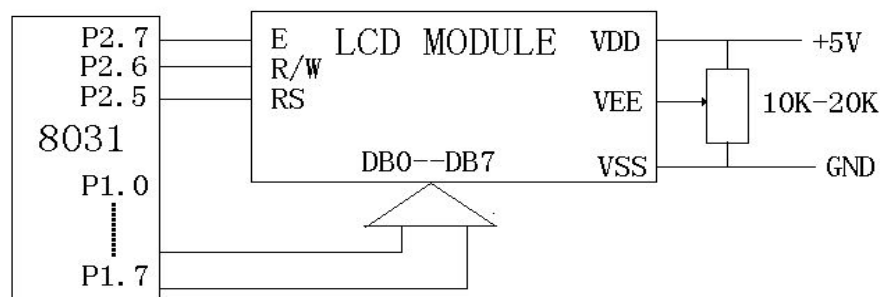 P2.7
P2.6
P2.5
8031
P1.0
P1.7
E
R/W
RS
LCD MODULE
DB0--DB7
VDD
VEE
VSS
+5V
10K-20K
GND